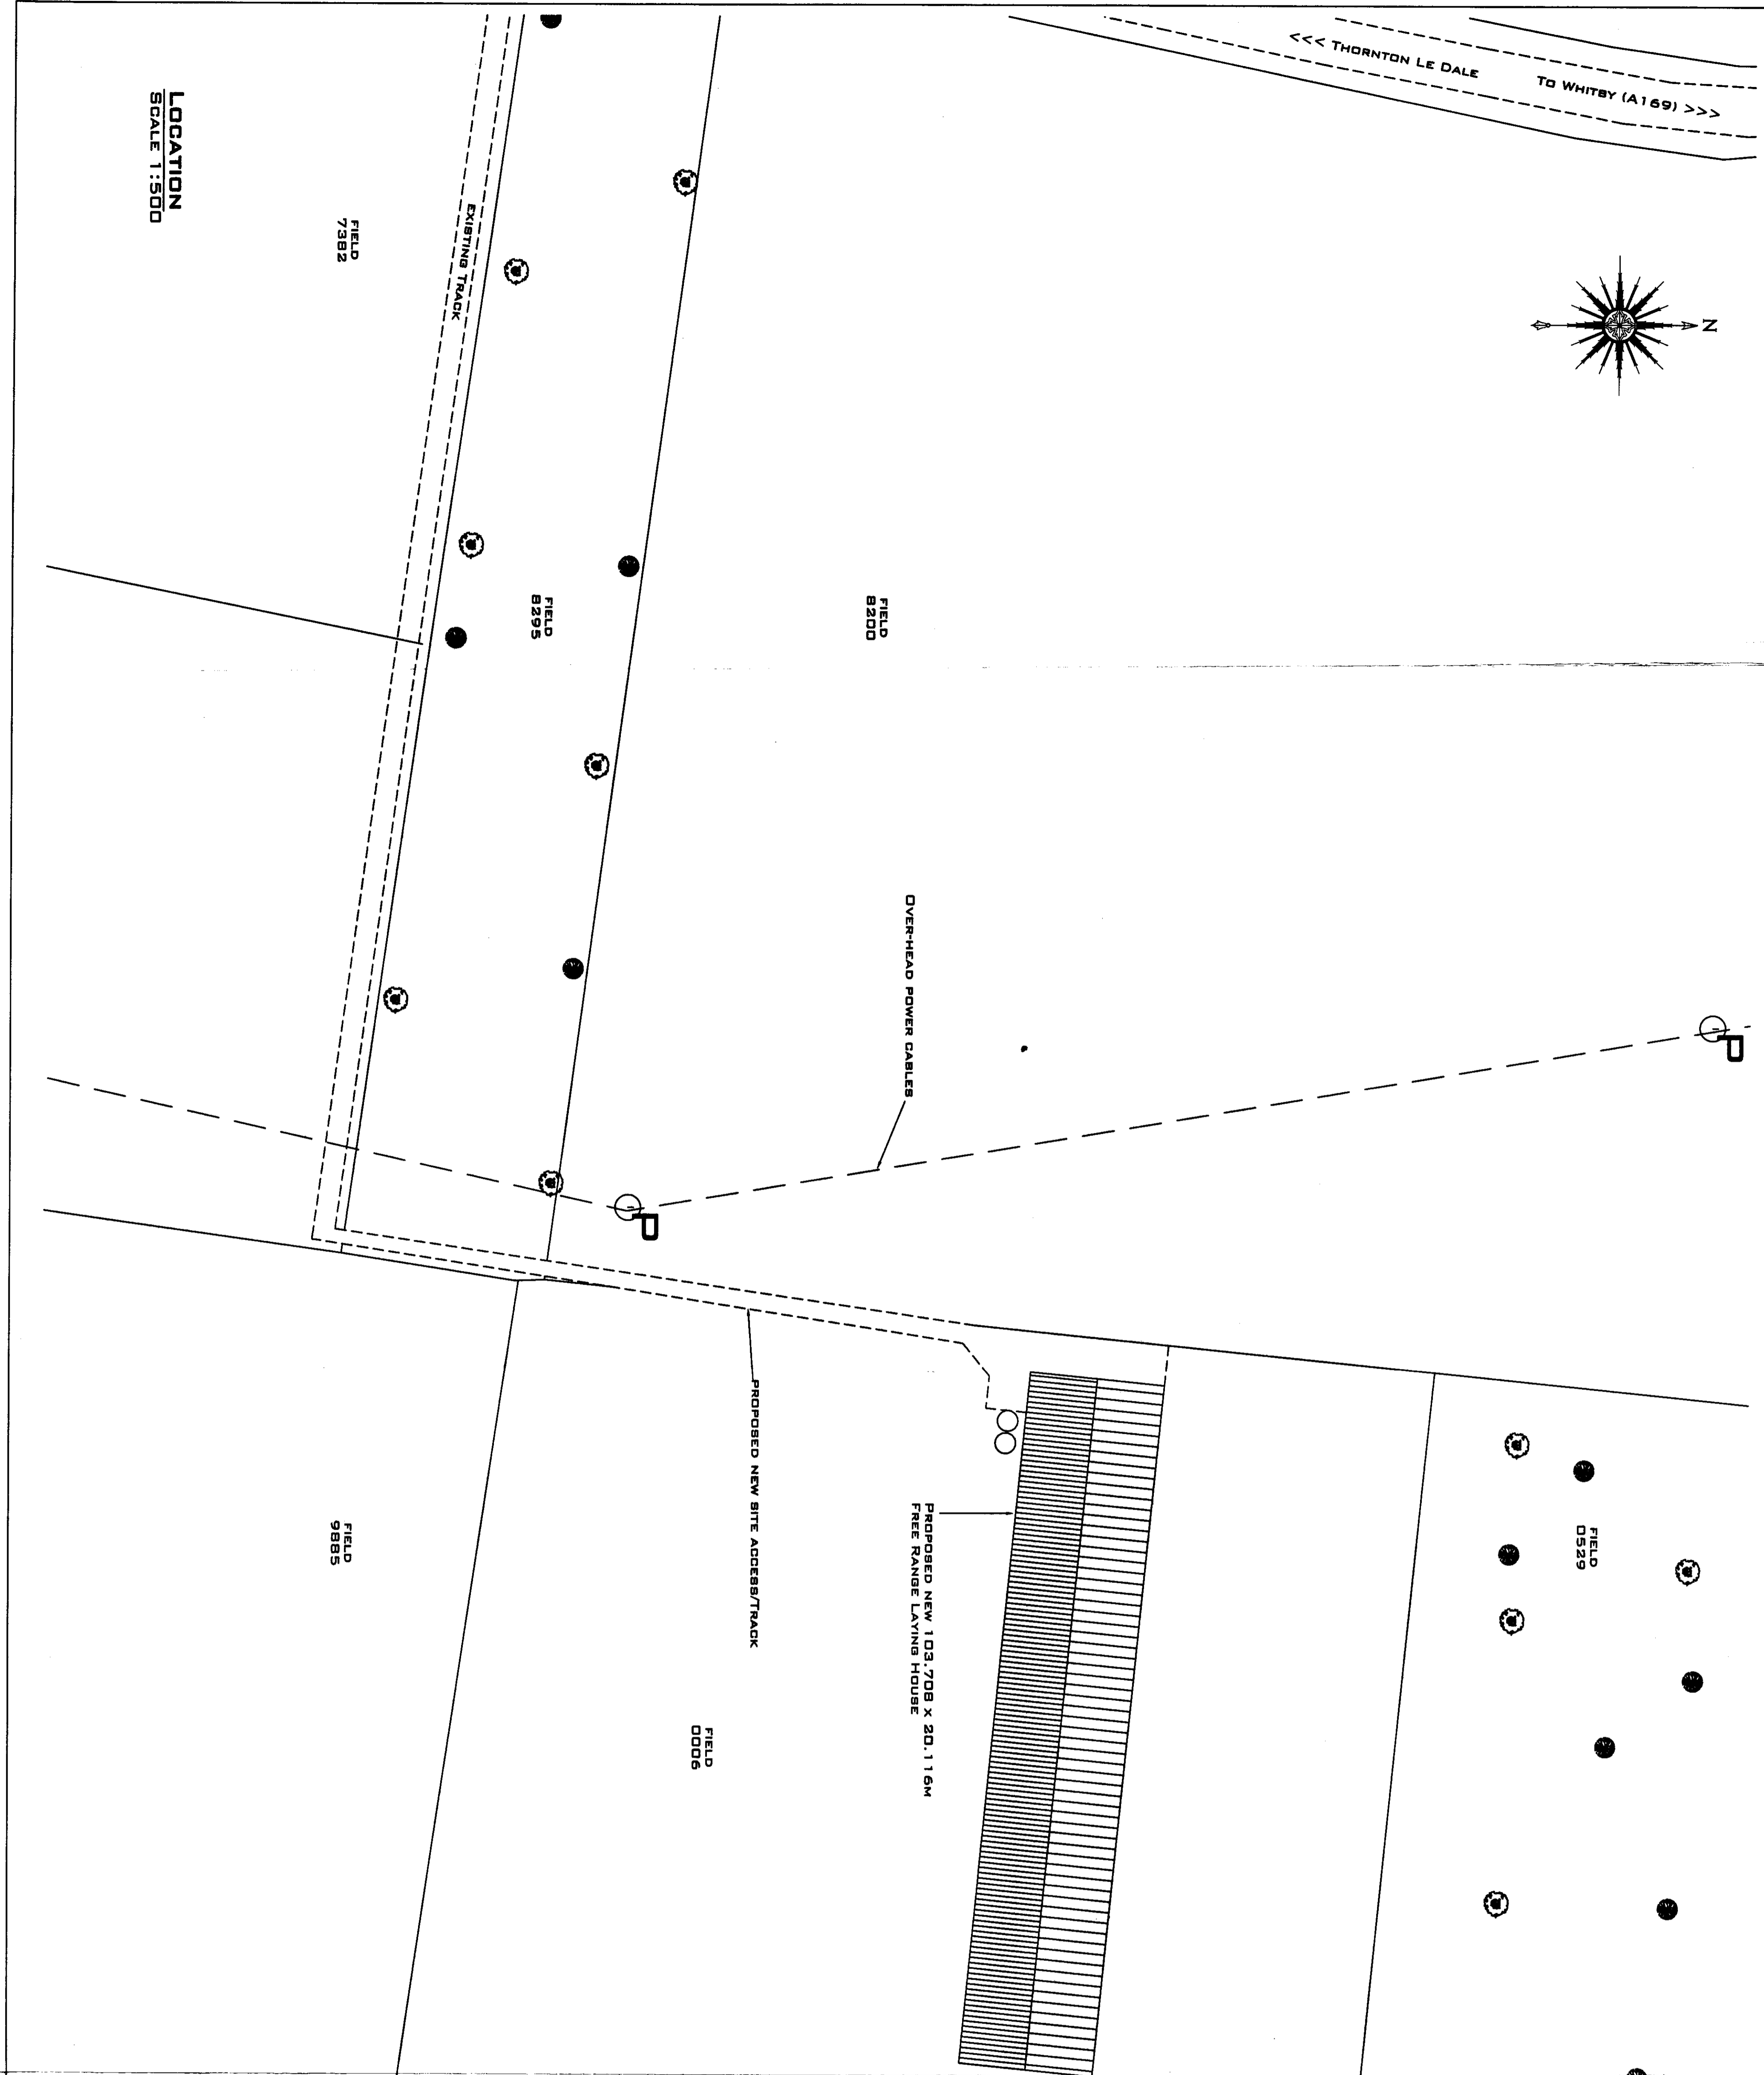 <<< THORNTON LE DALE
TO WHITBY (A169) >>>
N
P
FIELD
0529
FIELD
8200
OVER-HEAD POWER CABLES
PROPOSED NEW 103.708 x 20.116M
FREE RANGE LAYING HOUSE
FIELD
8295
P
PROPOSED NEW SITE ACCESS/TRACK
FIELD
0006
EXISTING TRACK
FIELD
7382
FIELD
9885
LOCATION
SCALE 1:500